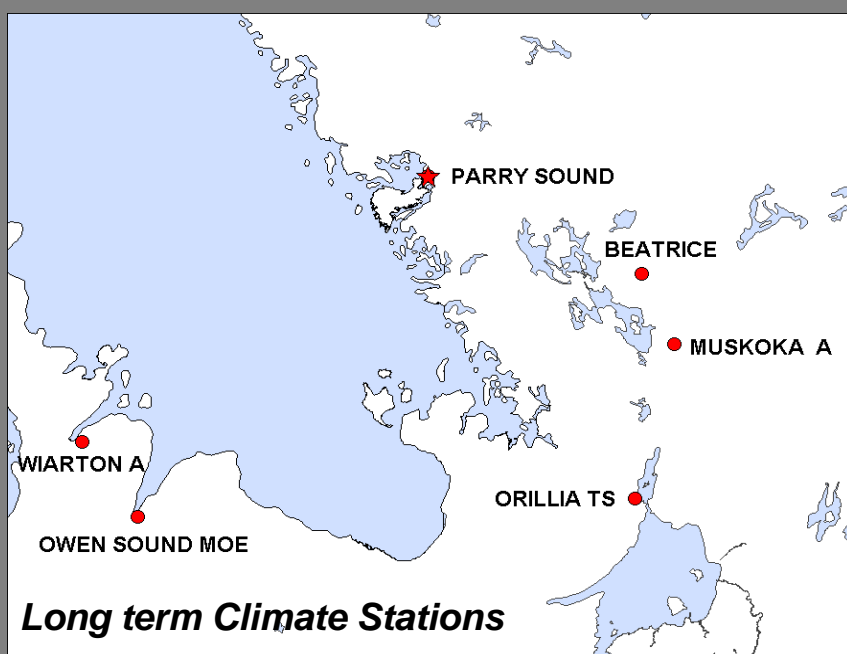 PARRY SOUND
BEATRICE
MUSKOKA A
WIARTON A
ORILLIA TS
OWEN SOUND MOE
Long term Climate Stations